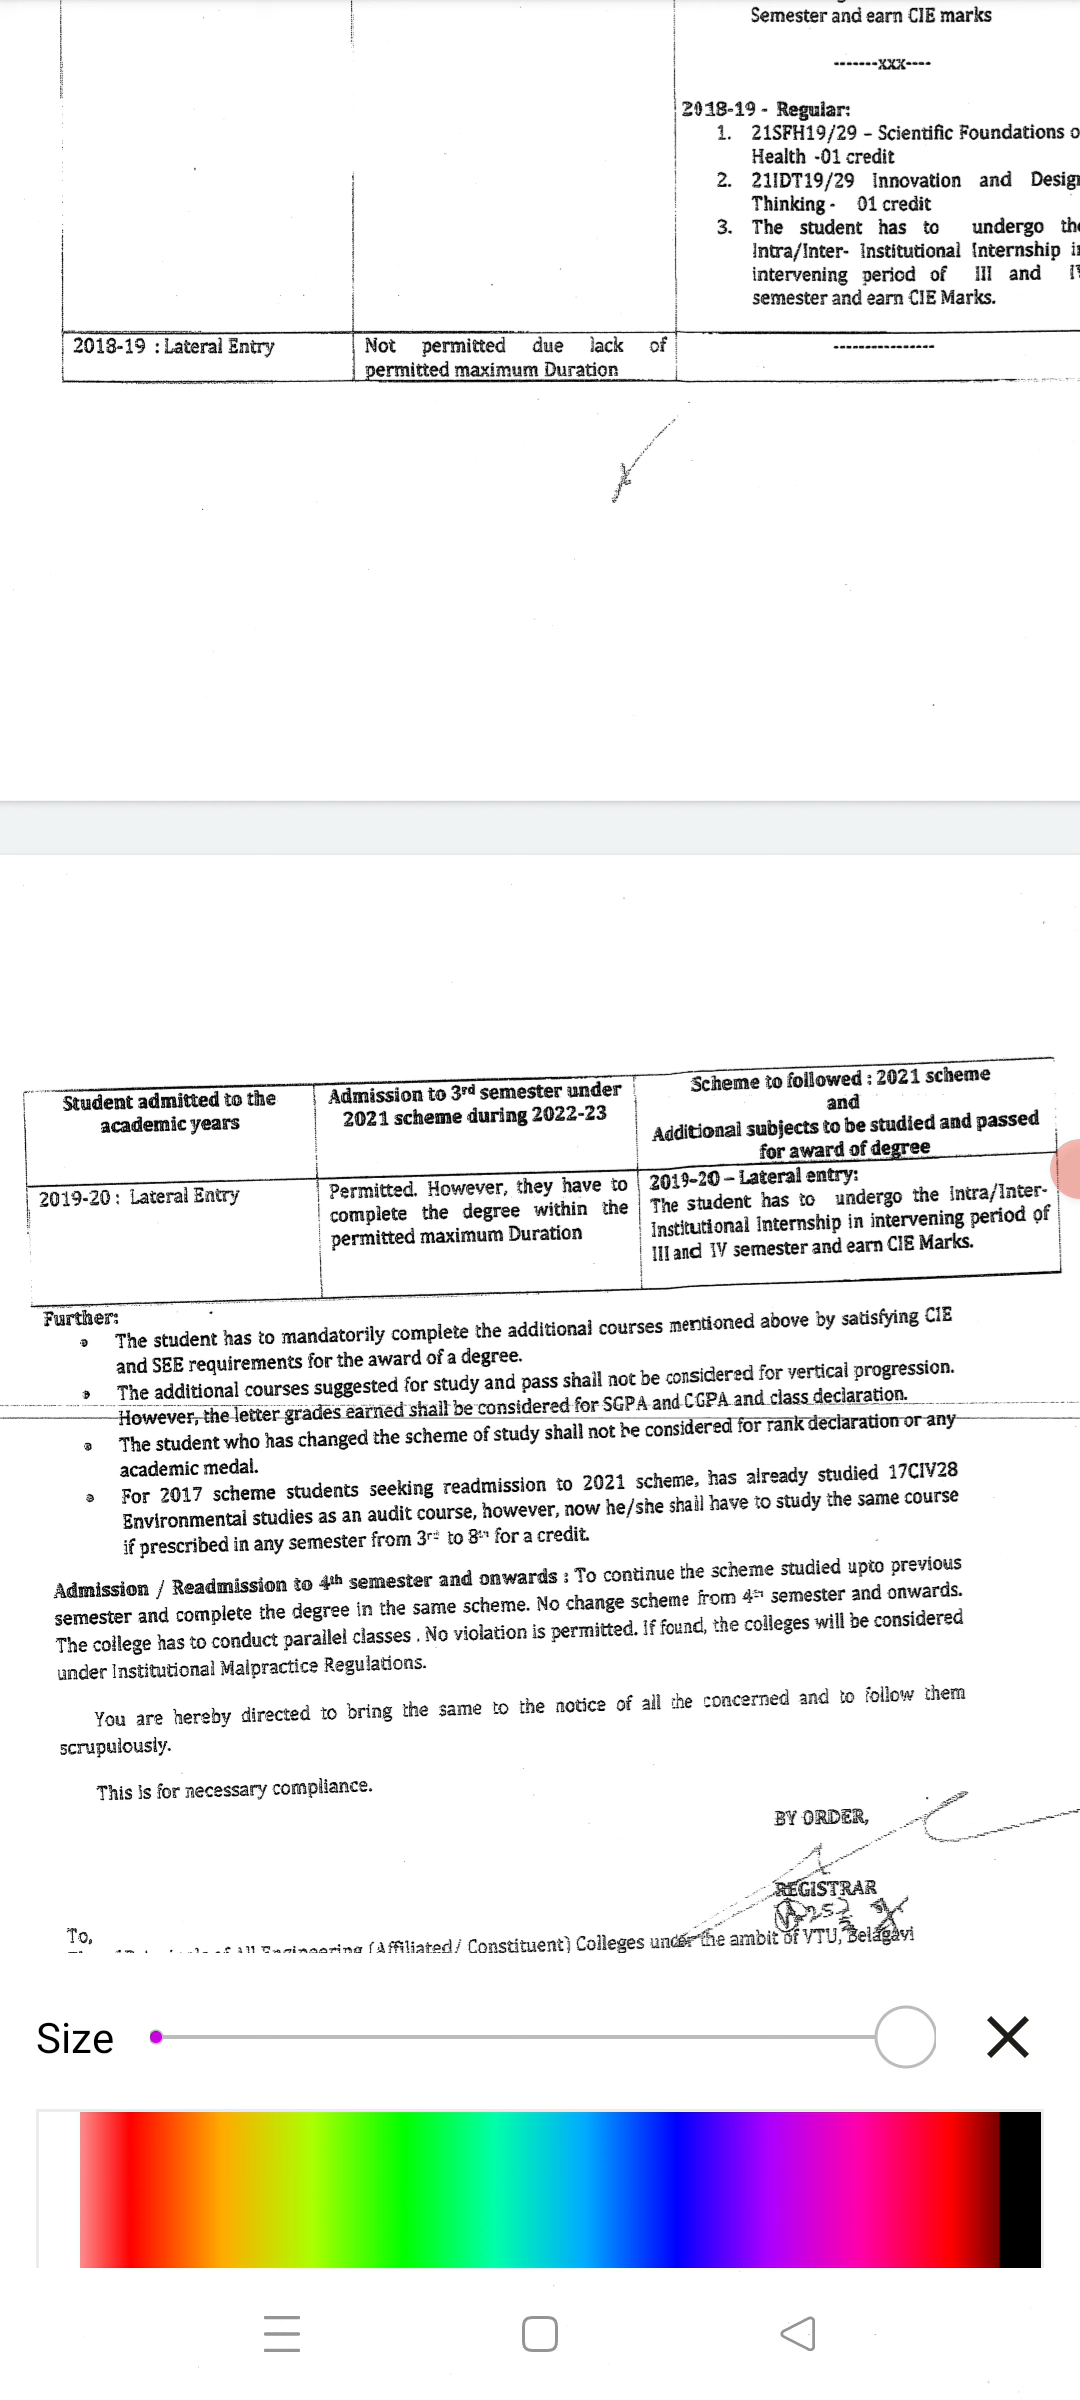 Semester and earn CIE marks
-------XXX----
2018-19 - Regular:
1. 21SFH19/29 – Scientific Foundations o
Health -01 credit
2. 21IDT19/29 Innovation and Desig
Thinking - 01 credit
3. The student has to undergo the
Intra/Inter- Institutional Internship in
intervening period of III and
semester and earn CIE Marks.
2018-19 : Lateral Entry
Not permitted due lack of
permitted maximum Duration
----------------
Student admitted to the
academic years
Admission to 3rd semester under
2021 scheme during 2022-23
Scheme to followed : 2021 scheme
and
Additional subjects to be studied and passed
for award of degree
2019-20 : Lateral Entry
Permitted. However, they have to
complete the degree within the
permitted maximum Duration
2019-20 – Lateral entry:
The student has to undergo the Intra/Inter-
Institutional Internship in intervening period of
III and IV semester and earn CIE Marks.
Further:
The student has to mandatorily complete the additional courses mentioned above by satisfying CIE
and SEE requirements for the award of a degree.
The additional courses suggested for study and pass shall not be considered for vertical progression.
However, the letter grades earned shall be considered for SGPA and CGPA and class declaration.
The student who has changed the scheme of study shall not be considered for rank declaration or any
academic medal.
For 2017 scheme students seeking readmission to 2021 scheme, has already studied 17CIV28
Environmental studies as an audit course, however, now he/she shall have to study the same course
if prescribed in any semester from 3rd to 8th for a credit.
Admission / Readmission to 4th semester and onwards : To continue the scheme studied upto previous
semester and complete the degree in the same scheme. No change scheme from 4th semester and onwards.
The college has to conduct parallel classes . No violation is permitted. If found, the colleges will be considered
under Institutional Malpractice Regulations.
You are hereby directed to bring the same to the notice of all the concerned and to follow them
scrupulously.
This is for necessary compliance.
BY ORDER,
REGISTRAR
To,
of All Engineering (Affiliated/ Constituent) Colleges under the ambit of VTU, Belagavi
Size